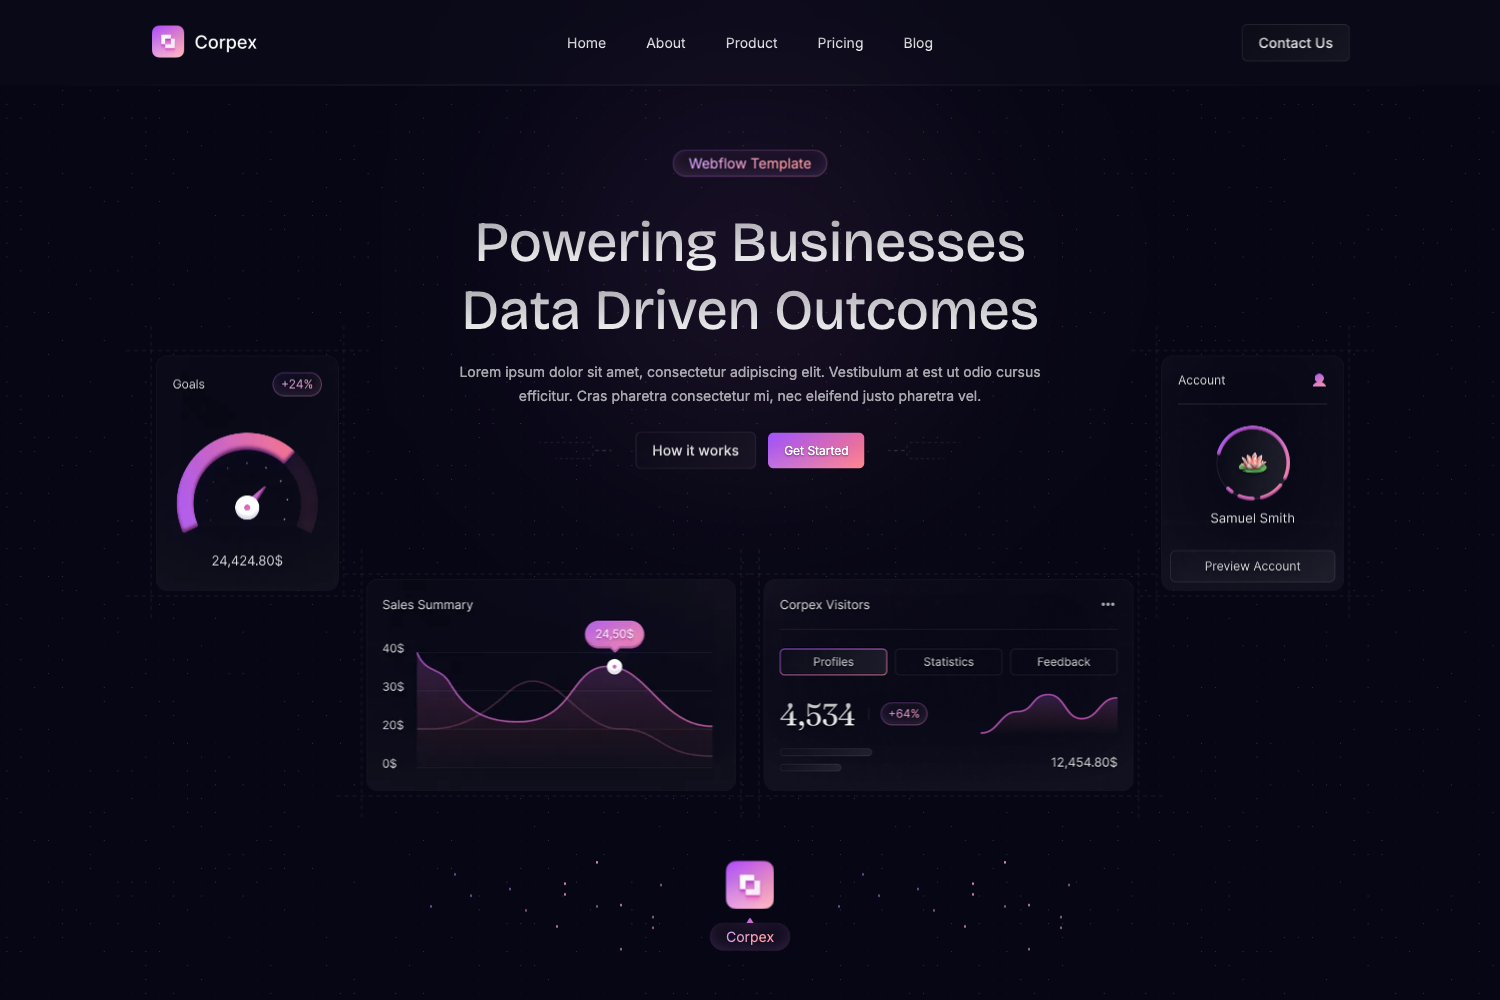 Corpex
Home
About
Product
Pricing
Blog
Contact Us
Webflow Template
Powering Businesses
Data Driven Outcomes
Lorem ipsum dolor sit amet, consectetur adipiscing elit. Vestibulum at est ut odio cursus
efficitur. Cras pharetra consectetur mi, nec eleifend justo pharetra vel.
How it works
Get Started
Goals
+24%
24,424.80$
Account
Samuel Smith
Preview Account
Sales Summary
24,50$
40$
30$
20$
0$
Corpex Visitors
Profiles
Statistics
Feedback
4,534
+64%
12,454.80$
Corpex